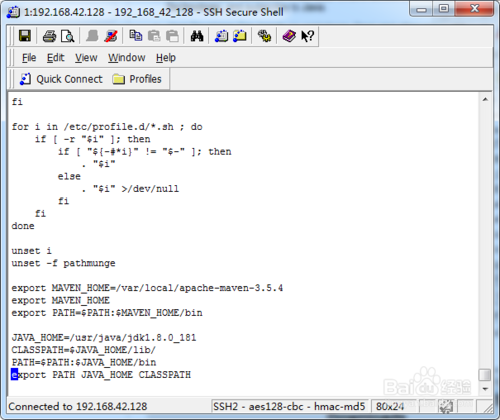 1:192.168.42.128 - 192_168_42_128 - SSH Secure Shell
File Edit View Window Help
Quick Connect Profiles
fi
for i in /etc/profile.d/*.sh ; do
if [ -r "$i" ]; then
if [ "${-#*i}" != "$-" ]; then
. "$i"
else
. "$i" >/dev/null
fi
fi
done
unset i
unset -f pathmunge
export MAVEN_HOME=/var/local/apache-maven-3.5.4
export MAVEN_HOME
export PATH=$PATH:$MAVEN_HOME/bin
JAVA_HOME=/usr/java/jdk1.8.0_181
CLASSPATH=$JAVA_HOME/lib/
PATH=$PATH:$JAVA_HOME/bin
export PATH JAVA_HOME CLASSPATH
Connected to 192.168.42.128 SSH2 - aes128-cbc - hmac-md5 80x24